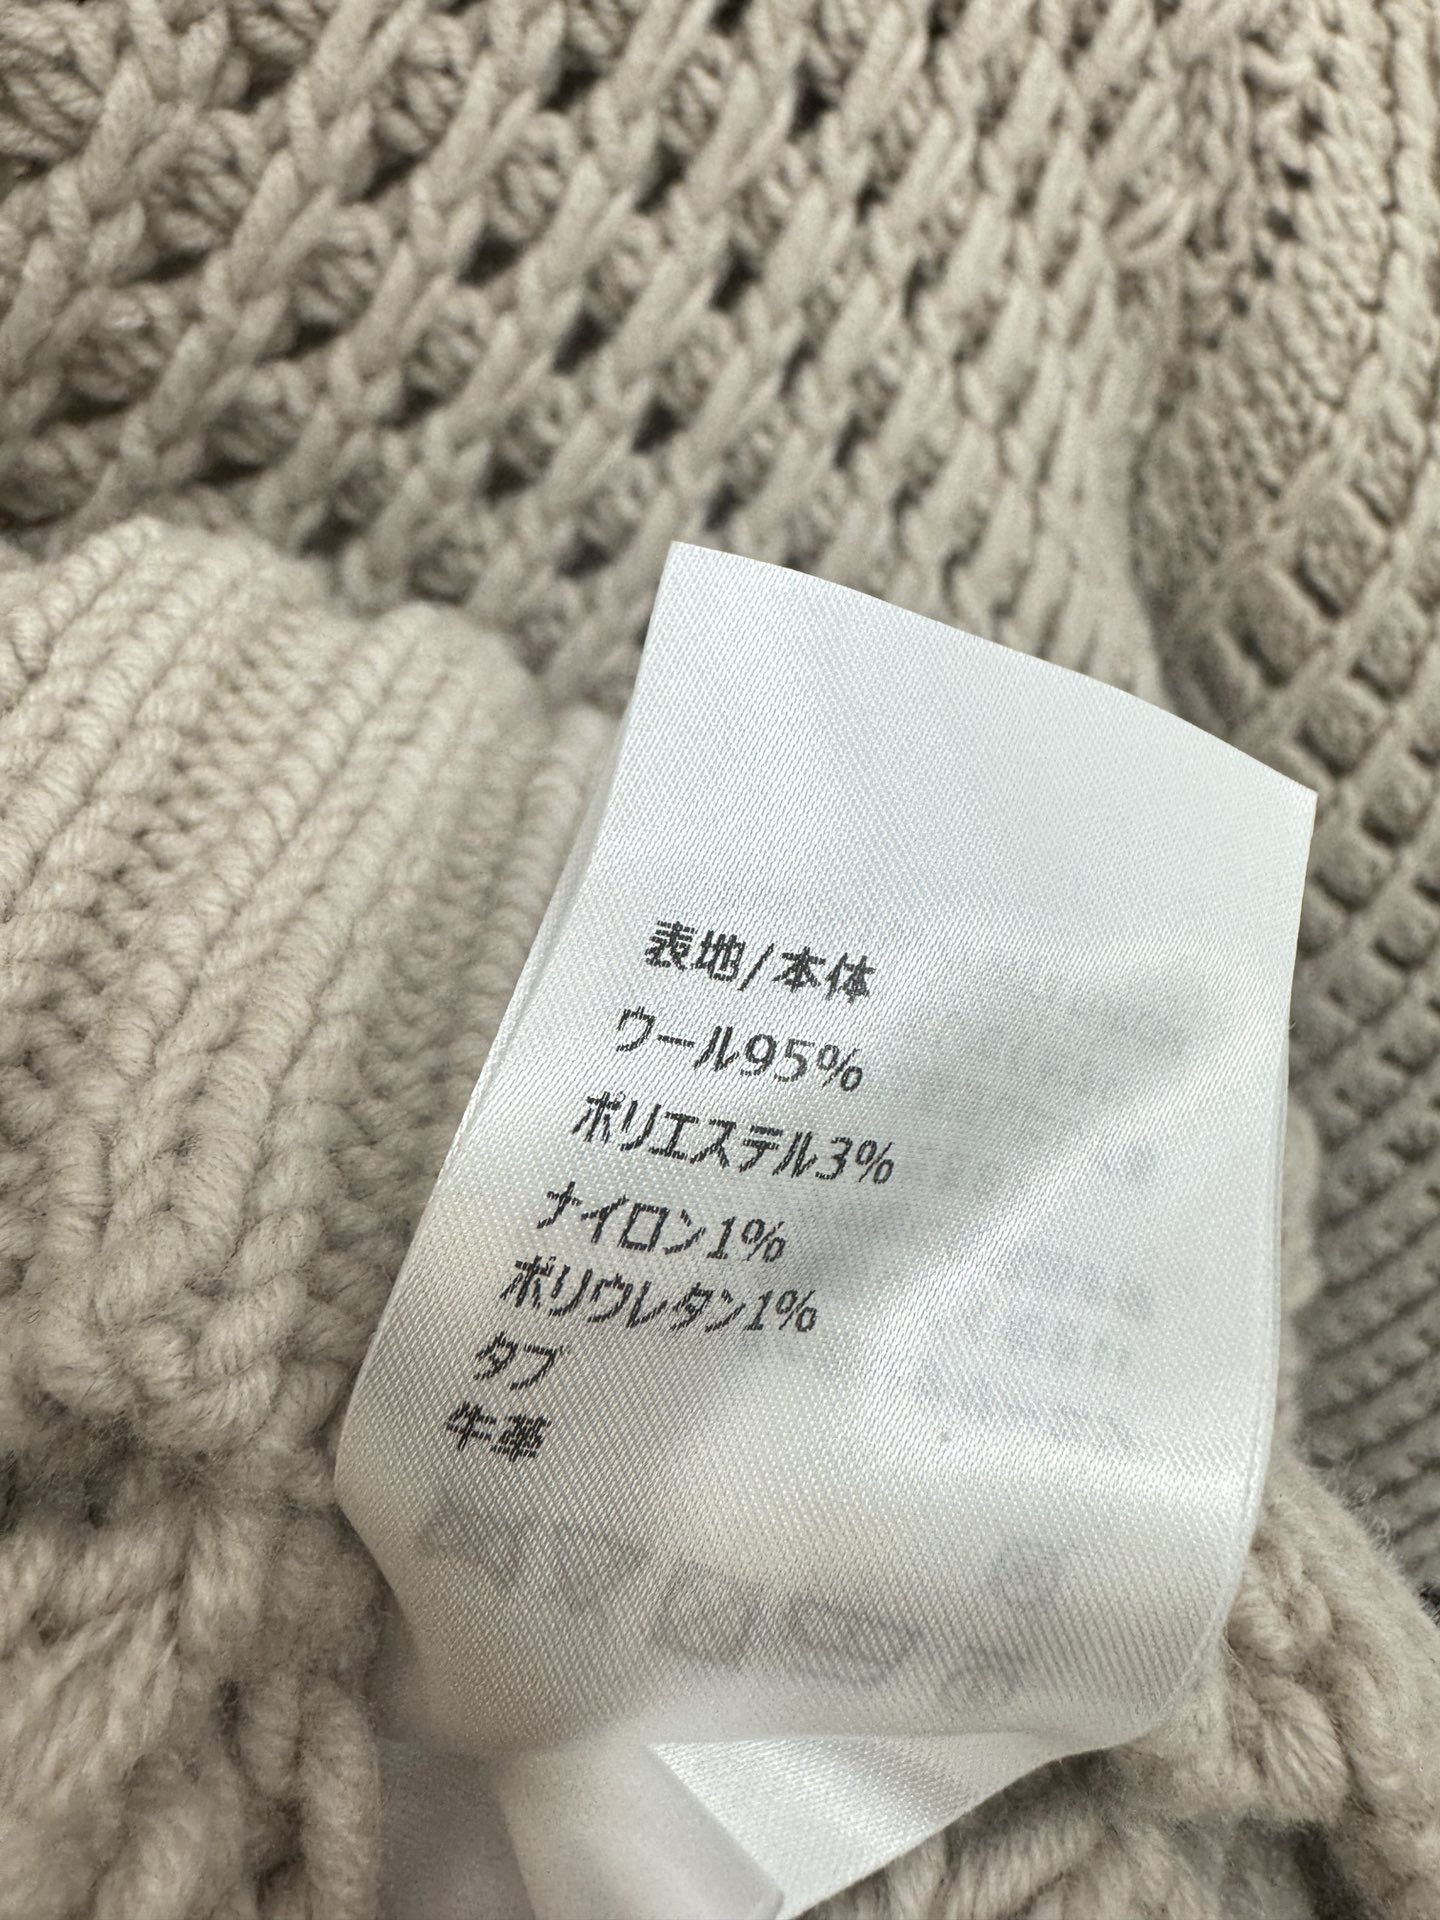 表地/本体
ウール95%
ポリエステル3%
ナイロン1%
ポリウレタン1%
タブ
牛革